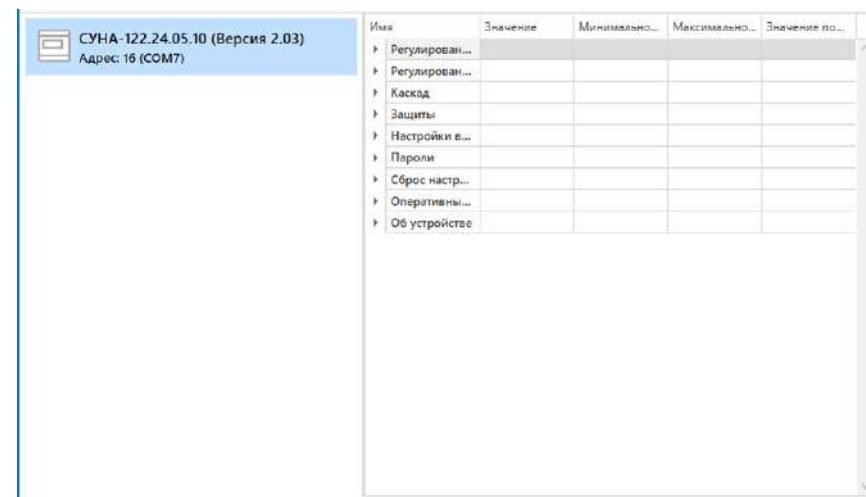 СУНА-122.24.05.10 (Версия 2.03)
Адрес: 16 (COM7)
Имя Значение Минимально... Максимально... Значение по...
Регулирован...
Регулирован...
Каскад
Защиты
Настройки в...
Пароли
Сброс настр...
Оперативны...
Об устройстве